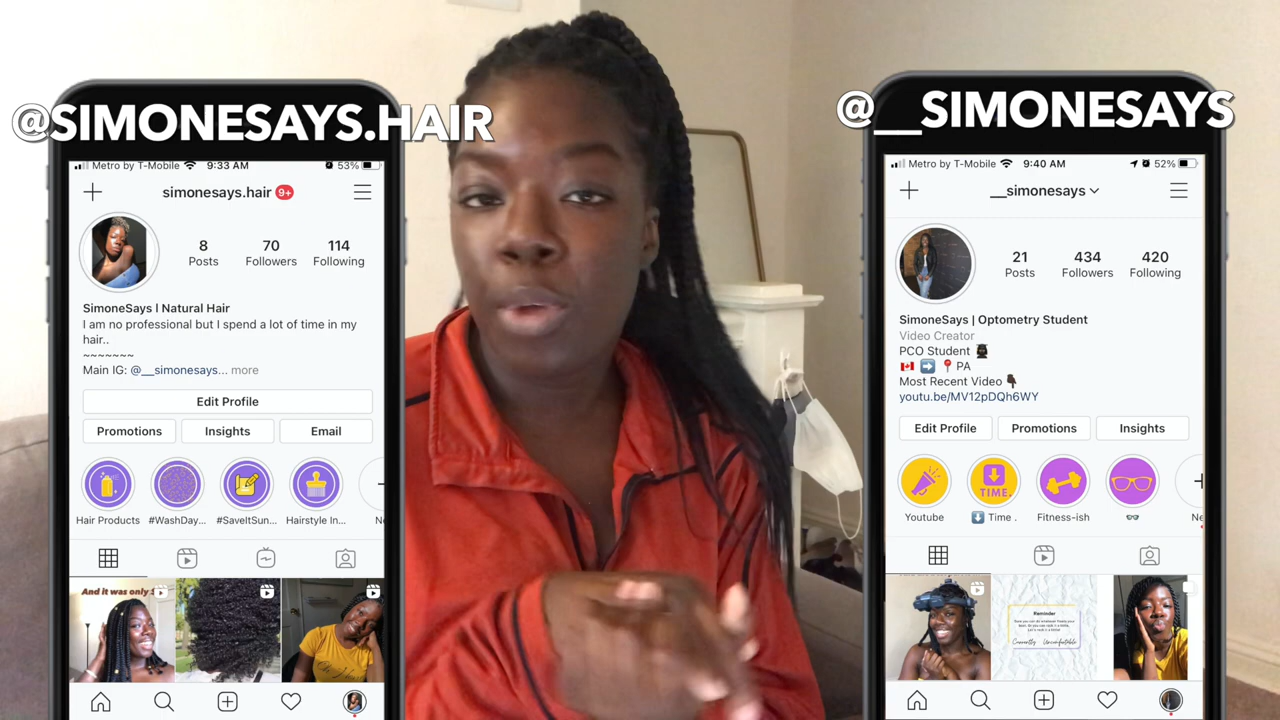 @SIMONESAYS.HAIR
Metro by T-Mobile 9:33 AM 53%
simonesays.hair 9+
8 70 114
Posts Followers Following
SimoneSays l Natural Hair
I am no professional but I spend a lot of time in my
hair..
~~~~~~~
Main IG: @__simonesays... more
Edit Profile
Promotions Insights Email
Hair Products #WashDay... #SaveItSun... Hairstyle In...
And it was only
@__SIMONESAYS
Metro by T-Mobile 9:40 AM 52%
__simonesays
21 434 420
Posts Followers Following
SimoneSays | Optometry Student
Video Creator
PCO Student 👩🏿‍🎓
🇨🇦 ➡️ 📍PA
Most Recent Video 👇🏿
youtu.be/MV12pDQh6WY
Edit Profile Promotions Insights
TIME.
Youtube ⬇️ Time . Fitness-ish 👓
Currently Uncomfortable